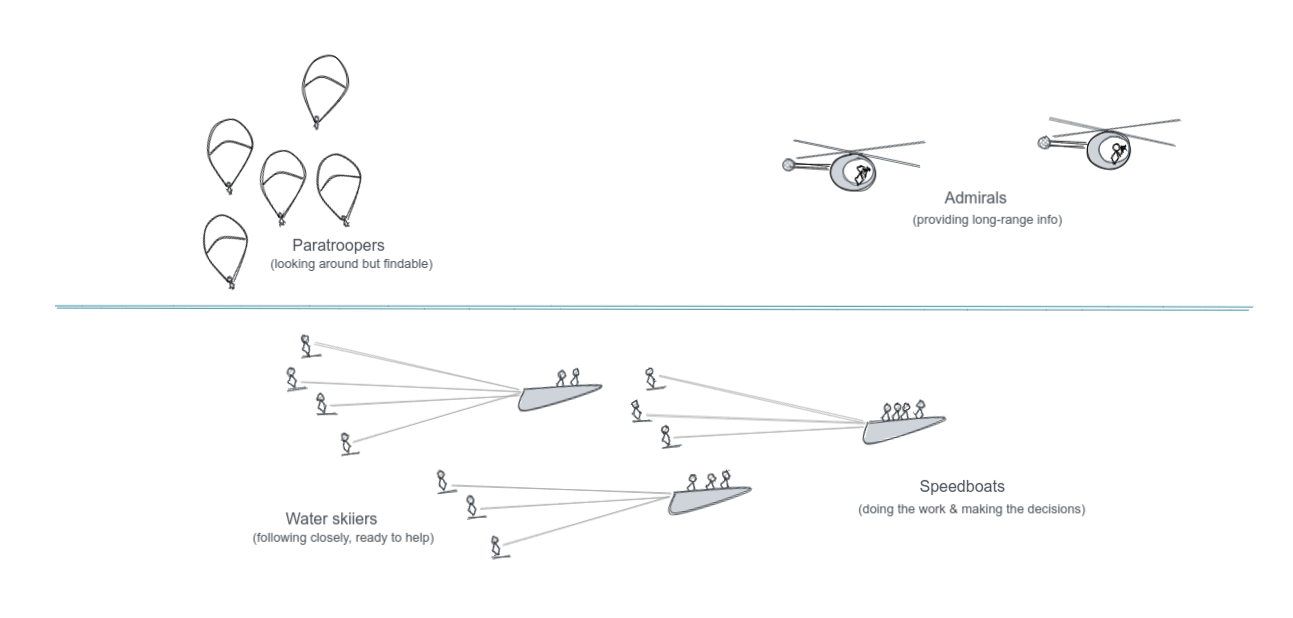 Admirals
(providing long-range info)
Paratroopers
(looking around but findable)
Speedboats
(doing the work & making the decisions)
Water skiiers
(following closely, ready to help)